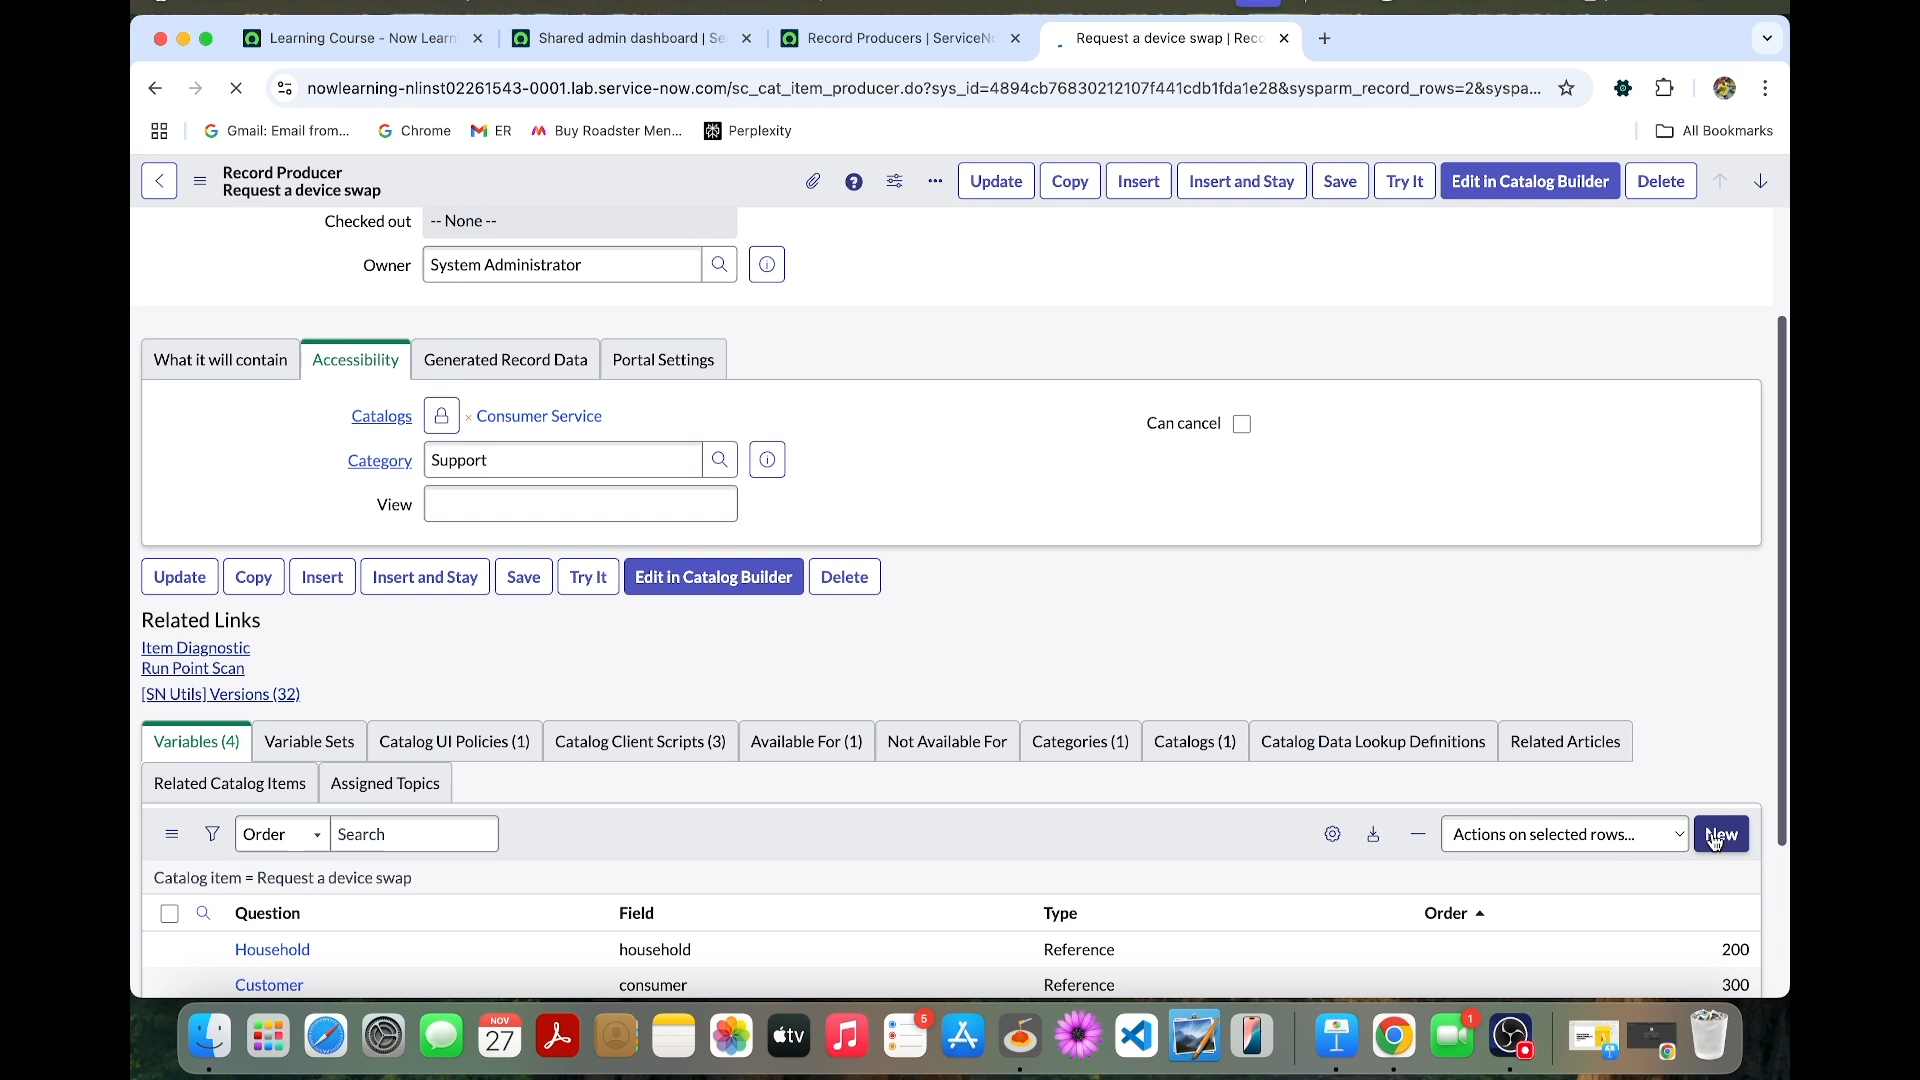 Learning Course - Now Learn
Shared admin dashboard | Se
Record Producers | ServiceNo
Request a device swap | Reco
nowlearning-nlinst02261543-0001.lab.service-now.com/sc_cat_item_producer.do?sys_id=4894cb76830212107f441cdb1fda1e28&sysparm_record_rows=2&syspa...
Gmail: Email from...
Chrome
ER
Buy Roadster Men...
Perplexity
All Bookmarks
Record Producer
Request a device swap
Update
Copy
Insert
Insert and Stay
Save
Try It
Edit in Catalog Builder
Delete
Checked out
-- None --
Owner
System Administrator
What it will contain
Accessibility
Generated Record Data
Portal Settings
Catalogs
× Consumer Service
Can cancel
Category
Support
View
Update
Copy
Insert
Insert and Stay
Save
Try It
Edit in Catalog Builder
Delete
Related Links
Item Diagnostic
Run Point Scan
[SN Utils] Versions (32)
Variables (4)
Variable Sets
Catalog UI Policies (1)
Catalog Client Scripts (3)
Available For (1)
Not Available For
Categories (1)
Catalogs (1)
Catalog Data Lookup Definitions
Related Articles
Related Catalog Items
Assigned Topics
Order
Search
Actions on selected rows...
New
Catalog item = Request a device swap
Question
Field
Type
Order
Household
household
Reference
200
Customer
consumer
Reference
300
NOV
27
tv
5
1